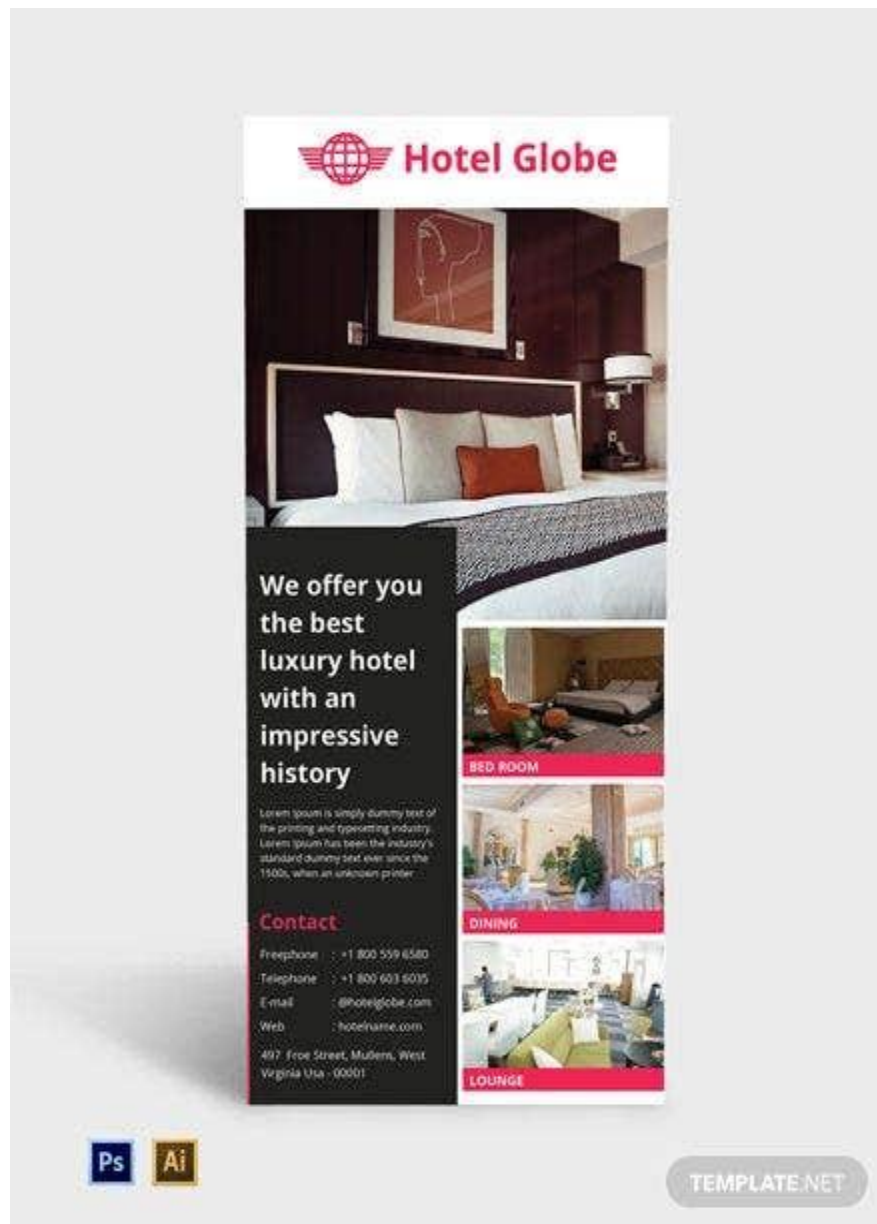 Hotel Globe
We offer you
the best
luxury hotel
with an
impressive
history
Lorem Ipsum is simply dummy text of
the printing and typesetting industry.
Lorem Ipsum has been the industry's
standard dummy text ever since the
1500s, when an unknown printer
Contact
Freephone : +1 800 559 6580
Telephone : +1 800 603 6035
E-mail : @hotelglobe.com
Web : hotelname.com
497 Froe Street, Mullens, West
Virginia Usa - 00001
BED ROOM
DINING
LOUNGE
Ps
Ai
TEMPLATE.NET